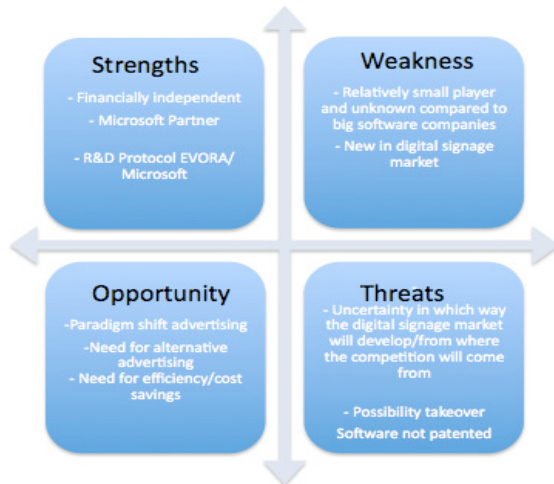 Strengths
- Financially independent
- Microsoft Partner
- R&D Protocol EVORA/
Microsoft
Weakness
- Relatively small player
and unknown compared to
big software companies
- New in digital signage
market
Opportunity
-Paradigm shift advertising
-Need for alternative
advertising
- Need for efficiency/cost
savings
Threats
- Uncertainty in which way
the digital signage market
will develop/from where
the competition will come
from
- Possibility takeover
Software not patented